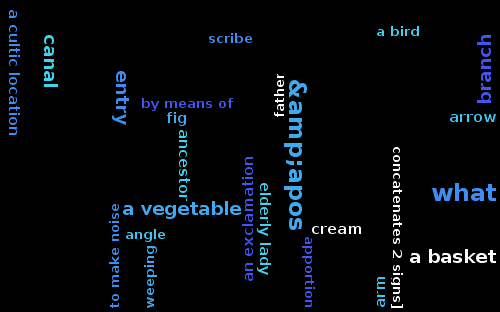 a cultic location
canal
scribe
a bird
branch
entry
by means of
father
&amp;apos
fig
arrow
ancestor
concatenates 2 signs]
an exclamation
elderly lady
what
a vegetable
to make noise
cream
angle
apportion
weeping
a basket
arm